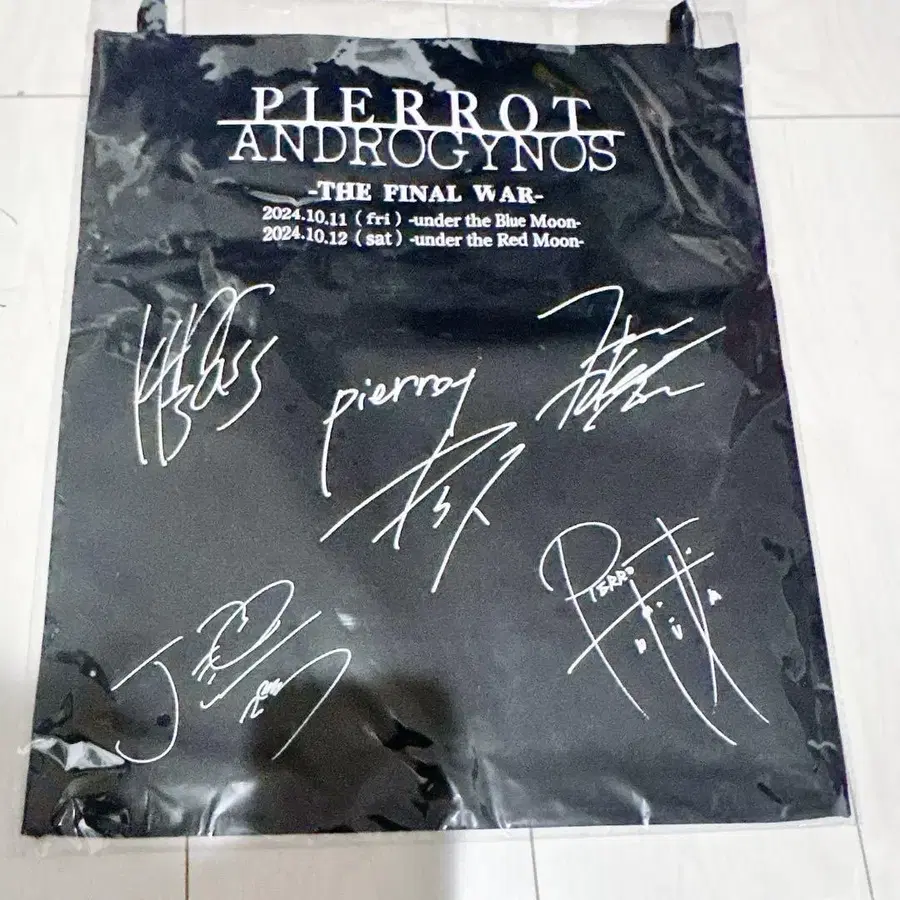 PIERROT
ANDROGYNOS
-THE FINAL WAR-
2024.10.11 (fri) -under the Blue Moon-
2024.10.12 (sat) -under the Red Moon-
pierrot
PIERROT